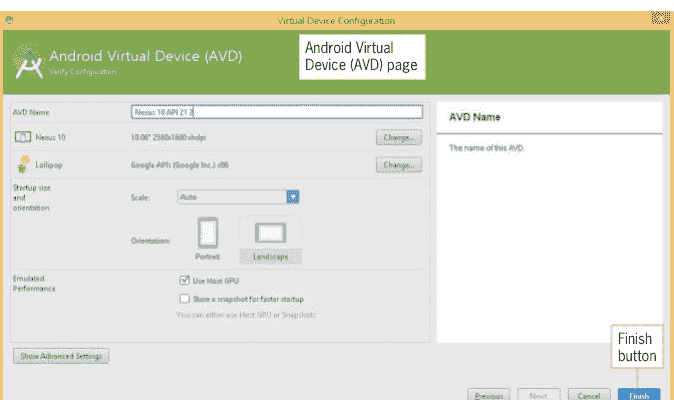 Virtual Device Configuration
Android Virtual Device (AVD)
Verify Configuration
Android Virtual
Device (AVD) page
AVD Name
Nexus 10 API 21 2
Nexus 10
10.06" 2560x1600 xhdpi
Change...
Lollipop
Google APIs (Google Inc.) x86
Change...
Startup size
and
orientation
Scale:
Auto
Orientation:
Portrait
Landscape
Emulated
Performance
Use Host GPU
Store a snapshot for faster startup
You can either use Host GPU or Snapshots
Show Advanced Settings
AVD Name
The name of this AVD.
Finish
button
Previous
Next
Cancel
Finish